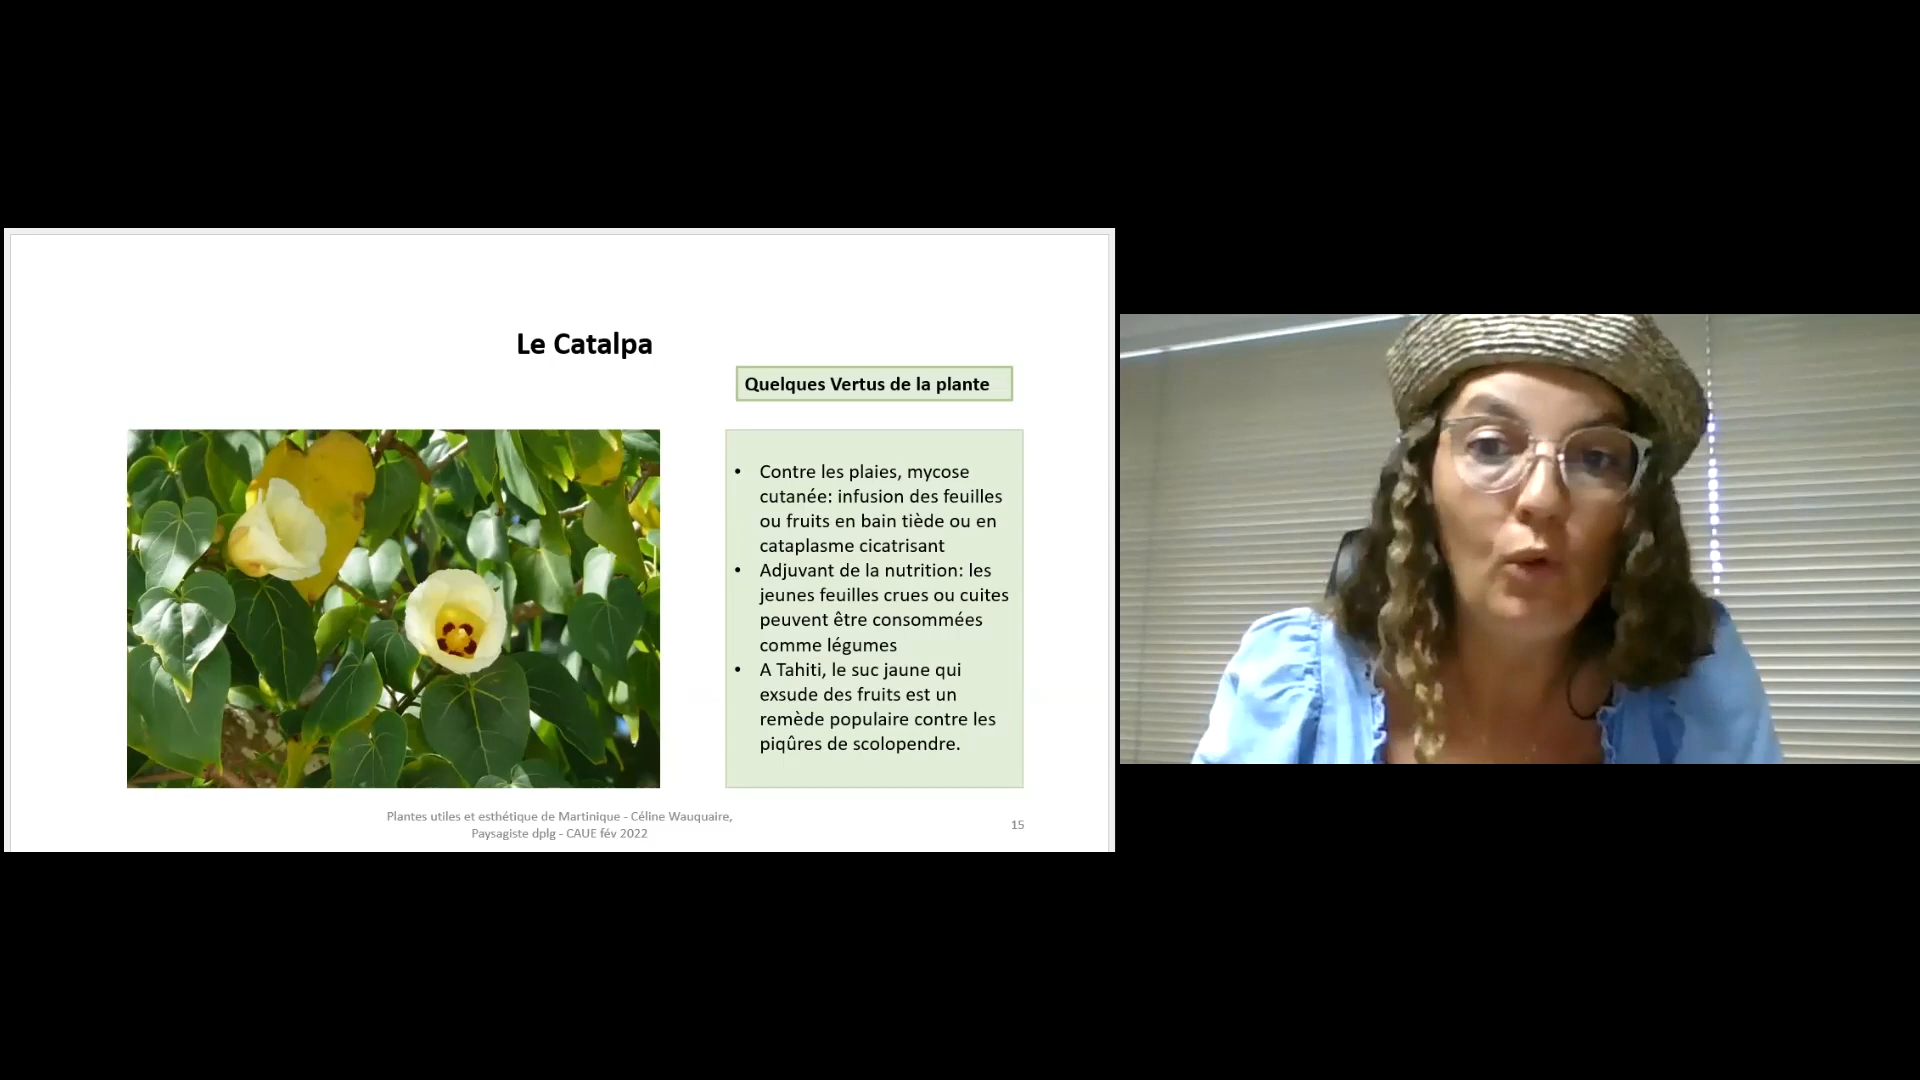 Le Catalpa
Quelques Vertus de la plante
• Contre les plaies, mycose
cutanée: infusion des feuilles
ou fruits en bain tiède ou en
cataplasme cicatrisant
• Adjuvant de la nutrition: les
jeunes feuilles crues ou cuites
peuvent être consommées
comme légumes
• A Tahiti, le suc jaune qui
exsude des fruits est un
remède populaire contre les
piqûres de scolopendre.
Plantes utiles et esthétique de Martinique - Céline Wauquaire,
Paysagiste dplg - CAUE fév 2022
15